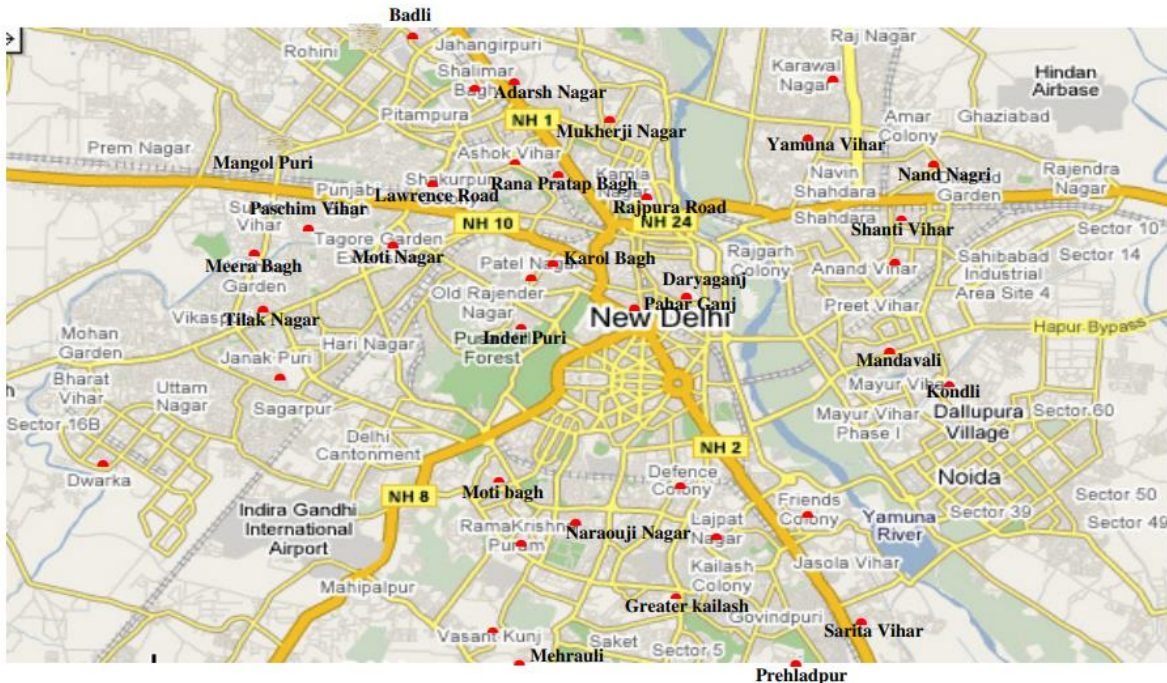 Badli
Rohini
Jahangirpuri
Raj Nagar
Shalimar
Bagh
Adarsh Nagar
Karawal
Nagar
Hindan
Airbase
Pitampura
NH 1
Mukherji Nagar
Amar
Colony
Ghaziabad
Prem Nagar
Yamuna Vihar
Mangol Puri
Ashok Vihar
Nand Nagri
Punjabi
Shakurpur
Lawrence Road
Rana Pratap Bagh
Kamla
Nagar
Navin
Shahdara
Garden
Rajendra
Nagar
Paschim Vihar
Vihar
Rajpura Road
NH 10
NH 24
Shahdara
Shanti Vihar
Sector 10
Tagore Garden
Moti Nagar
Meera Bagh
Garden
Patel Nagar
Karol Bagh
Rajgarh
Colony
Anand Vihar
Sahibabad
Industrial
Area Site 4
Sector 14
Daryaganj
Old Rajender
Nagar
Pahar Ganj
Preet Vihar
Tilak Nagar
New Delhi
Mohan
Garden
Hari Nagar
Inder Puri
Forest
Hapur Bypass
Janak Puri
Mandavali
Bharat
Vihar
Uttam
Nagar
Mayur Vihar
Kondli
Sagarpur
Sector 16B
Mayur Vihar
Phase I
Dallupura
Village
Sector 60
Delhi
Cantonment
NH 2
Dwarka
NH 8
Moti bagh
Defence
Colony
Noida
Sector 50
Indira Gandhi
International
Airport
Friends
Colony
Sector 39
Sector 49
RamaKrishna
Puram
Naraouji Nagar
Lajpat
Nagar
Yamuna
River
Kailash
Colony
Jasola Vihar
Mahipalpur
Greater kailash
Govindpuri
Sarita Vihar
Vasant Kunj
Saket
Sector 5
Mehrauli
Prehladpur